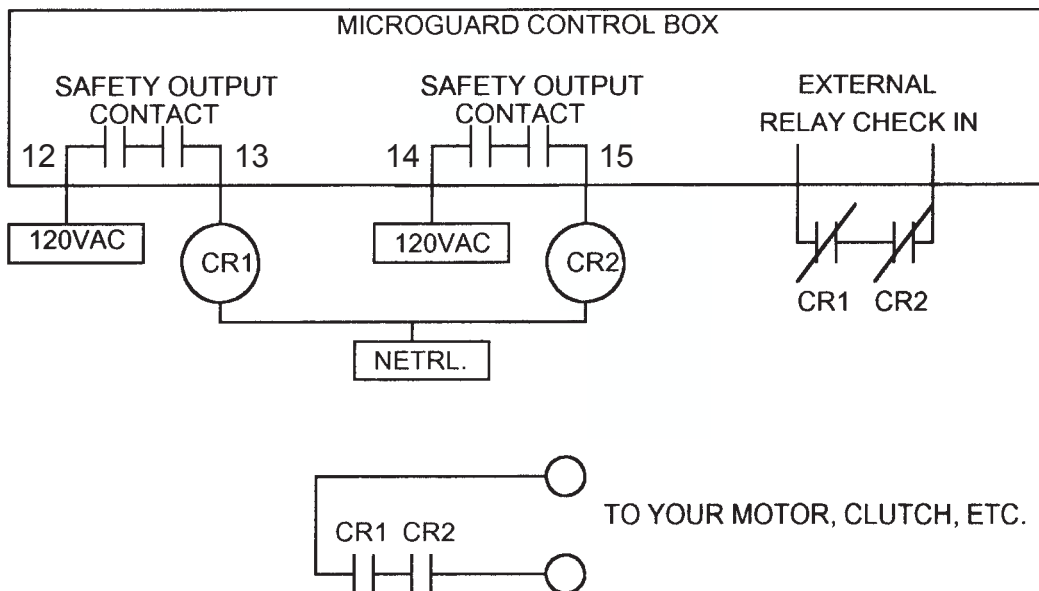 MICROGUARD CONTROL BOX
SAFETY OUTPUT
CONTACT
12
13
SAFETY OUTPUT
CONTACT
14
15
EXTERNAL
RELAY CHECK IN
120VAC
CR1
120VAC
CR2
CR1 CR2
NETRL.
CR1 CR2
TO YOUR MOTOR, CLUTCH, ETC.